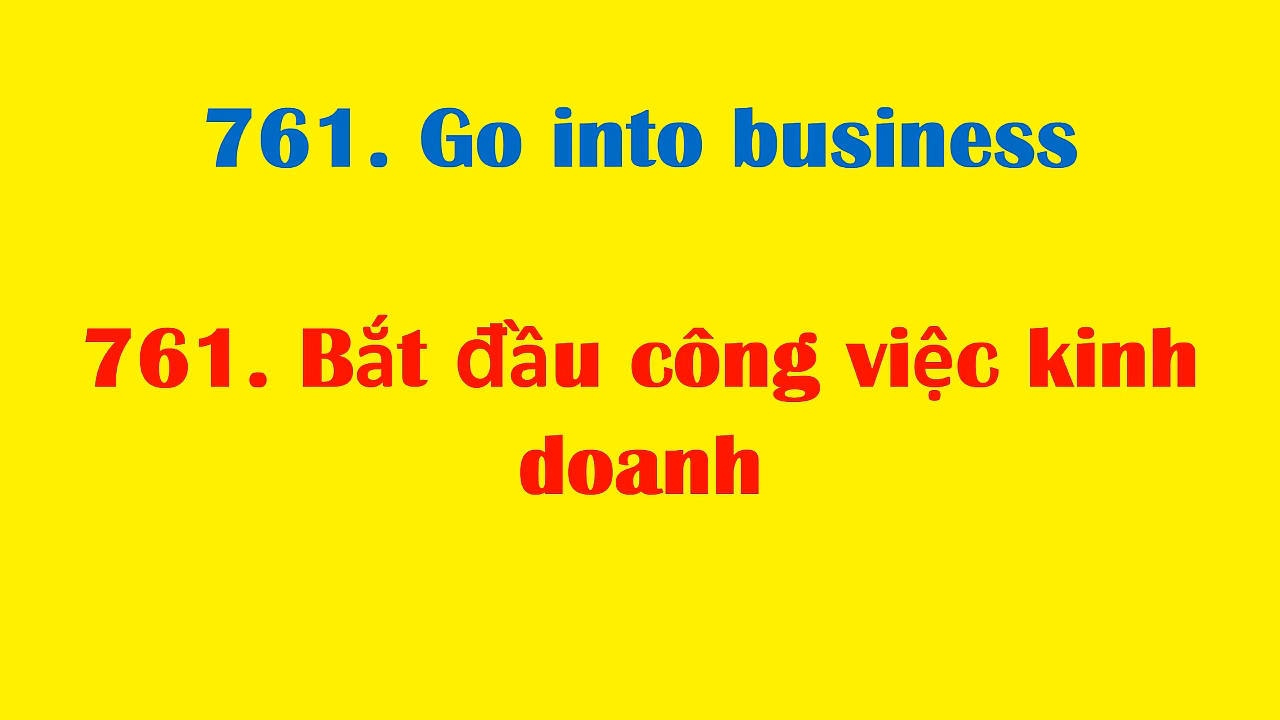 761. Go into business
761. Bắt đầu công việc kinh
doanh